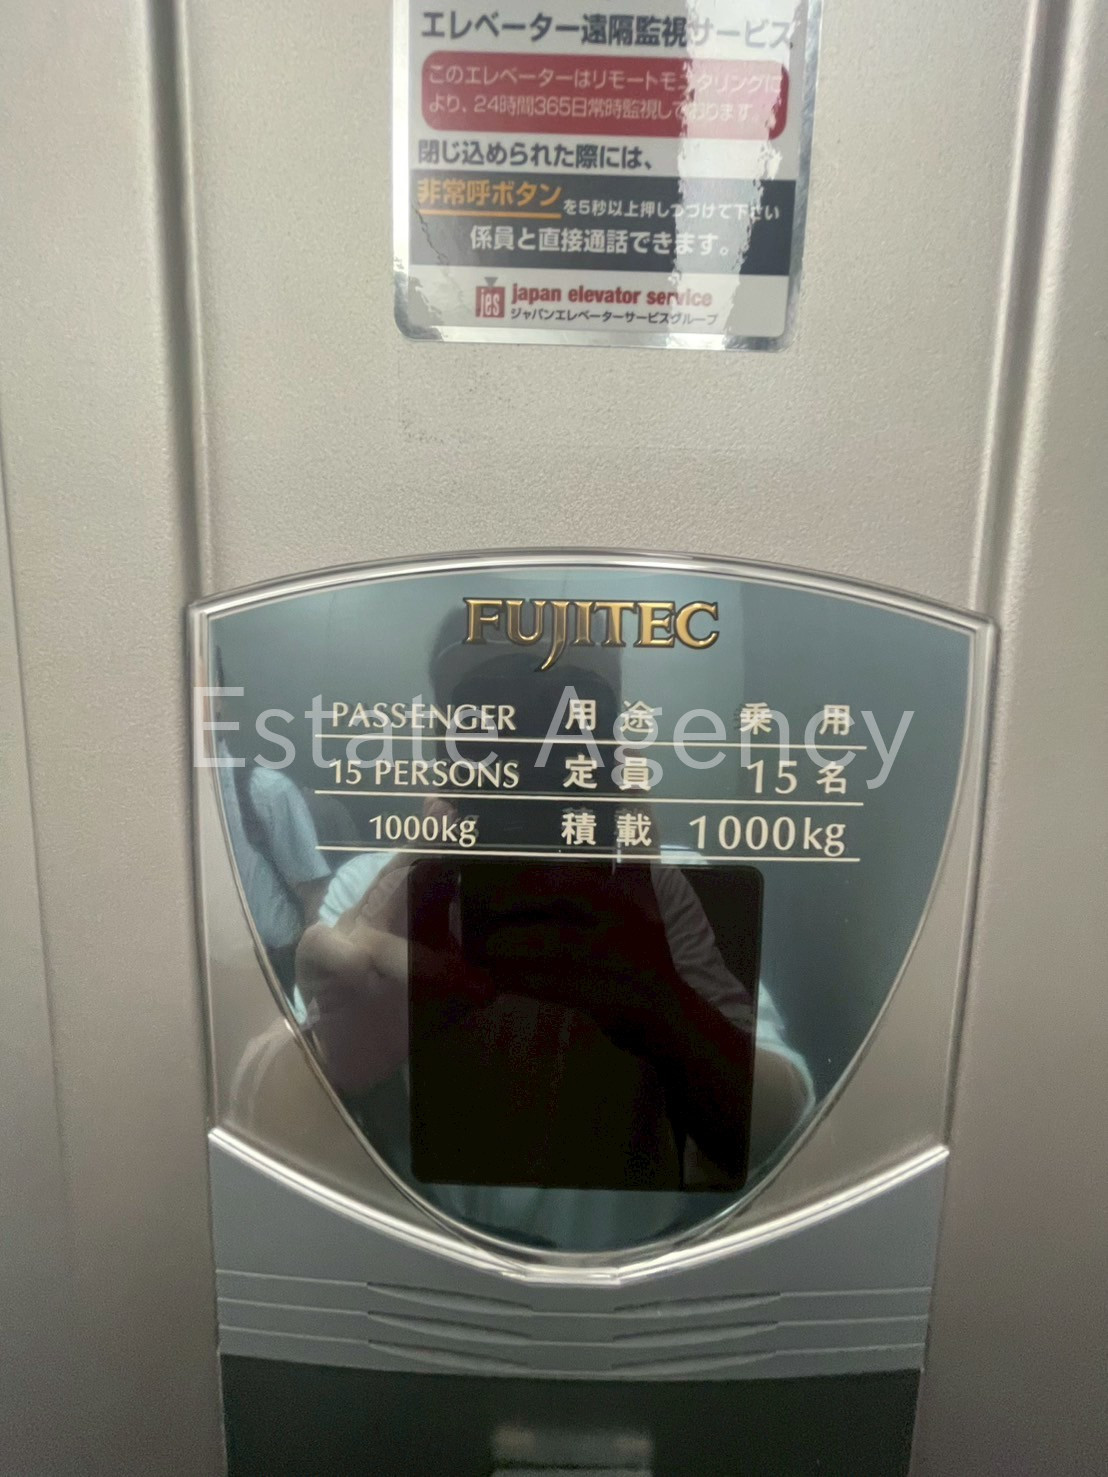 エレベーター遠隔監視サービス
このエレベーターはリモートモニタリングに
より、24時間365日常時監視しております。
閉じ込められた際には、
非常呼ボタンを5秒以上押しつづけて下さい
係員と直接通話できます。
jes japan elevator service
ジャパンエレベーターサービスグループ
FUJITEC
PASSENGER 用途 乗用
15 PERSONS 定員 15名
1000kg 積載 1000kg
Estate Agency